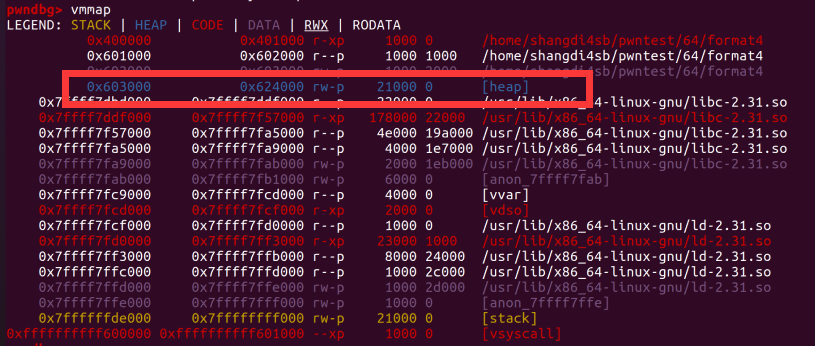 pwndbg> vmmap
LEGEND: STACK | HEAP | CODE | DATA | RWX | RODATA
0x400000 0x401000 r-xp 1000 0 /home/shangdi4sb/pwntest/64/format4
0x601000 0x602000 r--p 1000 1000 /home/shangdi4sb/pwntest/64/format4
0x602000 0x603000 rw-p 1000 2000 /home/shangdi4sb/pwntest/64/format4
0x603000 0x624000 rw-p 21000 0 [heap]
0x7ffff7dbd000 0x7ffff7ddf000 r--p 22000 0 /usr/lib/x86_64-linux-gnu/libc-2.31.so
0x7ffff7ddf000 0x7ffff7f57000 r-xp 178000 22000 /usr/lib/x86_64-linux-gnu/libc-2.31.so
0x7ffff7f57000 0x7ffff7fa5000 r--p 4e000 19a000 /usr/lib/x86_64-linux-gnu/libc-2.31.so
0x7ffff7fa5000 0x7ffff7fa9000 r--p 4000 1e7000 /usr/lib/x86_64-linux-gnu/libc-2.31.so
0x7ffff7fa9000 0x7ffff7fab000 rw-p 2000 1eb000 /usr/lib/x86_64-linux-gnu/libc-2.31.so
0x7ffff7fab000 0x7ffff7fb1000 rw-p 6000 0 [anon_7ffff7fab]
0x7ffff7fc9000 0x7ffff7fcd000 r--p 4000 0 [vvar]
0x7ffff7fcd000 0x7ffff7fcf000 r-xp 2000 0 [vdso]
0x7ffff7fcf000 0x7ffff7fd0000 r--p 1000 0 /usr/lib/x86_64-linux-gnu/ld-2.31.so
0x7ffff7fd0000 0x7ffff7ff3000 r-xp 23000 1000 /usr/lib/x86_64-linux-gnu/ld-2.31.so
0x7ffff7ff3000 0x7ffff7ffb000 r--p 8000 24000 /usr/lib/x86_64-linux-gnu/ld-2.31.so
0x7ffff7ffc000 0x7ffff7ffd000 r--p 1000 2c000 /usr/lib/x86_64-linux-gnu/ld-2.31.so
0x7ffff7ffd000 0x7ffff7ffe000 rw-p 1000 2d000 /usr/lib/x86_64-linux-gnu/ld-2.31.so
0x7ffff7ffe000 0x7ffff7fff000 rw-p 1000 0 [anon_7ffff7ffe]
0x7ffffffde000 0x7ffffffff000 rw-p 21000 0 [stack]
0xffffffffff600000 0xffffffffff601000 --xp 1000 0 [vsyscall]